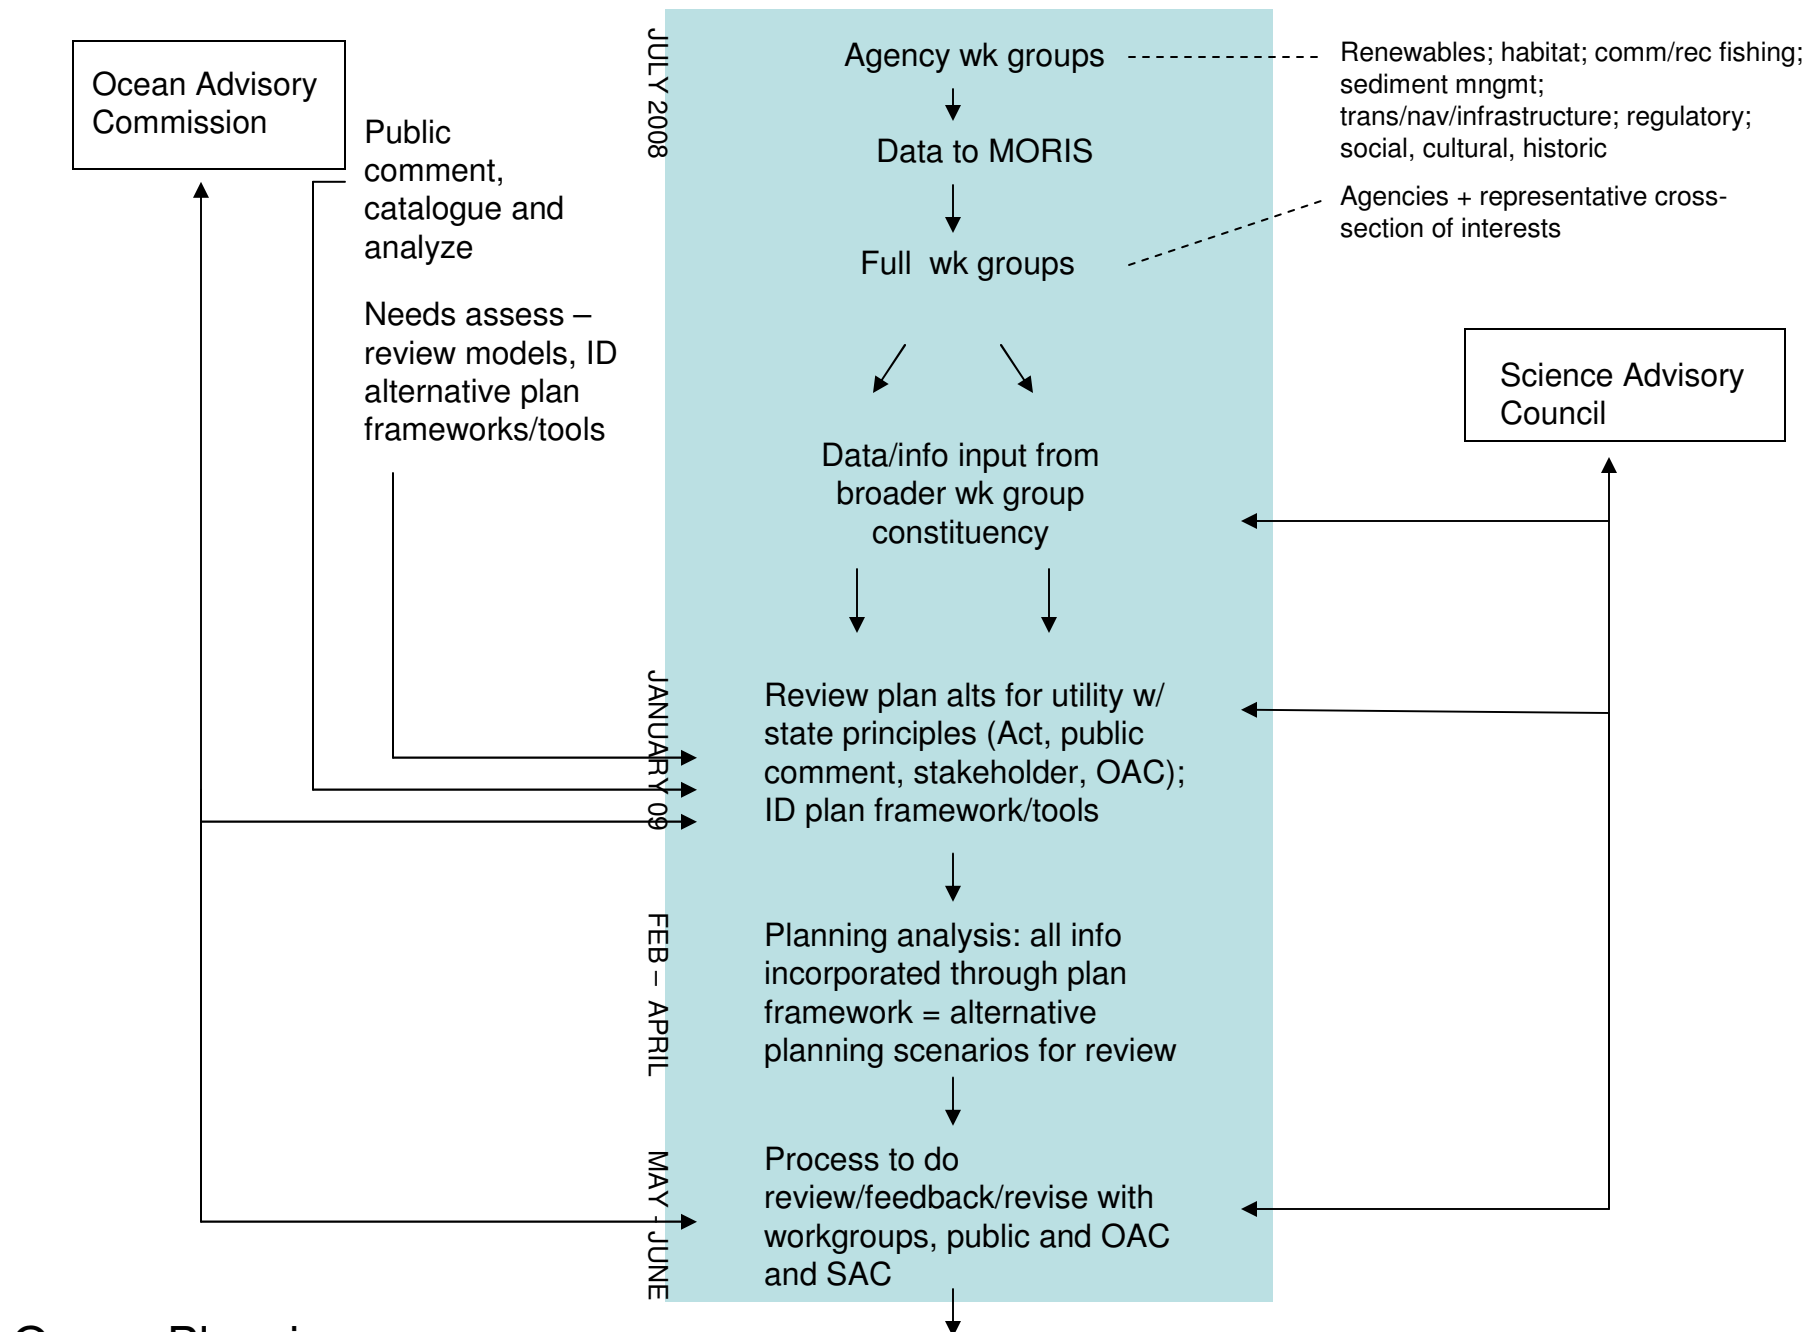 Ocean Advisory
Commission
Public
comment,
catalogue and
analyze
Needs assess –
review models, ID
alternative plan
frameworks/tools
JULY 2008
Agency wk groups
Data to MORIS
Full wk groups
Renewables; habitat; comm/rec fishing;
sediment mngmt;
trans/nav/infrastructure; regulatory;
social, cultural, historic
Agencies + representative cross-
section of interests
Science Advisory
Council
Data/info input from
broader wk group
constituency
JANUARY 09
Review plan alts for utility w/
state principles (Act, public
comment, stakeholder, OAC);
ID plan framework/tools
FEB – APRIL
Planning analysis: all info
incorporated through plan
framework = alternative
planning scenarios for review
MAY - JUNE
Process to do
review/feedback/revise with
workgroups, public and OAC
and SAC